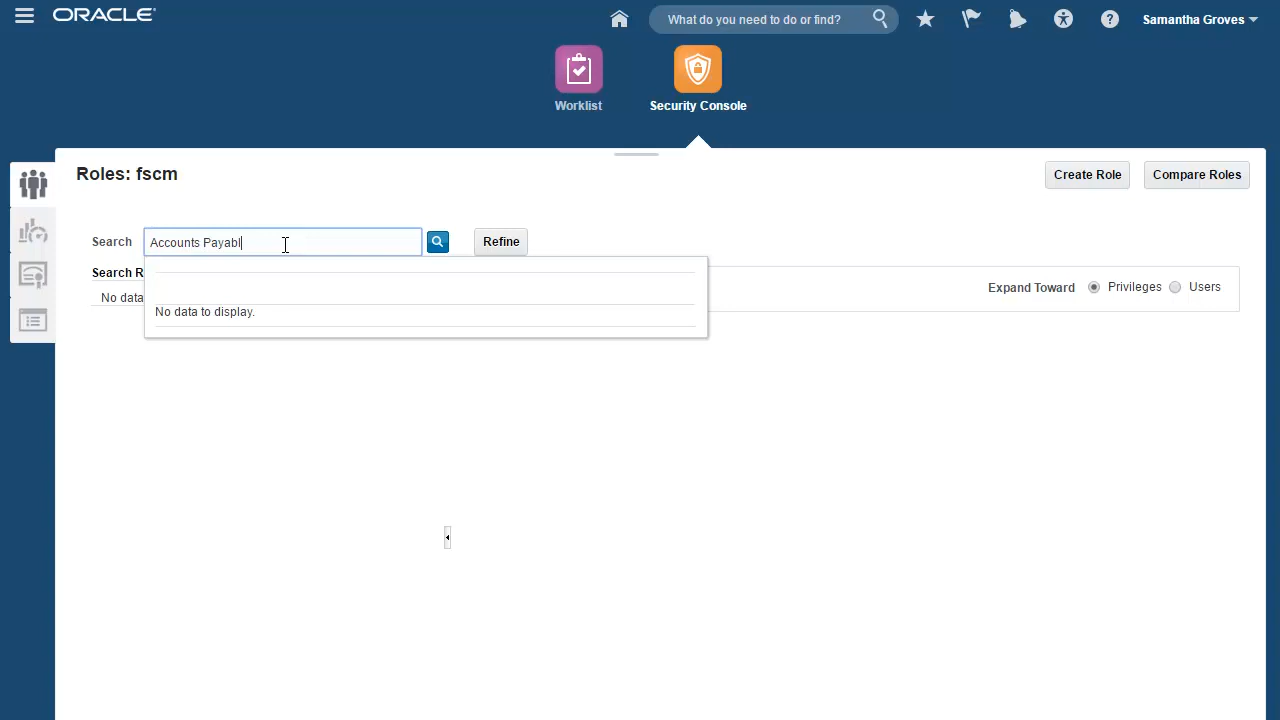 ORACLE
What do you need to do or find?
Samantha Groves
Worklist
Security Console
Roles: fscm
Create Role
Compare Roles
Search
Accounts Payabl
Refine
Search R
No data
No data to display.
Expand Toward
Privileges
Users